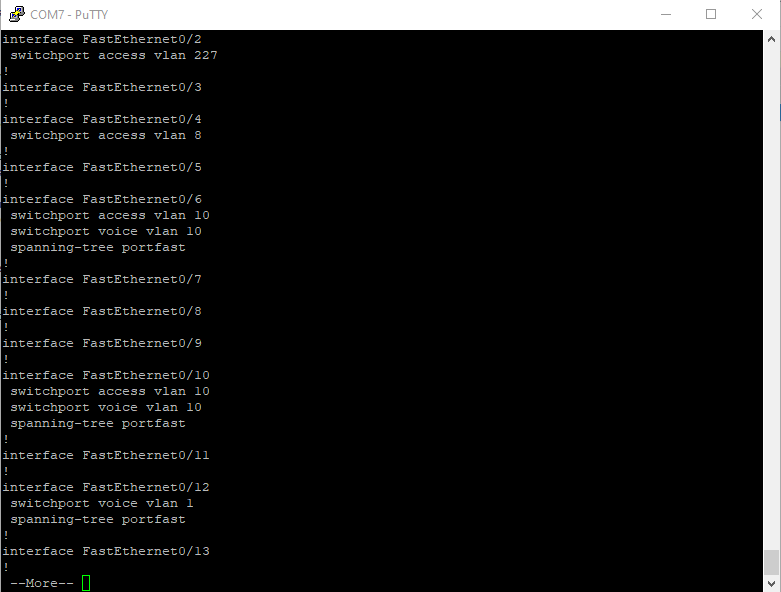 COM7 - PuTTY
interface FastEthernet0/2
 switchport access vlan 227
!
interface FastEthernet0/3
!
interface FastEthernet0/4
 switchport access vlan 8
!
interface FastEthernet0/5
!
interface FastEthernet0/6
 switchport access vlan 10
 switchport voice vlan 10
 spanning-tree portfast
!
interface FastEthernet0/7
!
interface FastEthernet0/8
!
interface FastEthernet0/9
!
interface FastEthernet0/10
 switchport access vlan 10
 switchport voice vlan 10
 spanning-tree portfast
!
interface FastEthernet0/11
!
interface FastEthernet0/12
 switchport voice vlan 1
 spanning-tree portfast
!
interface FastEthernet0/13
!
 --More--